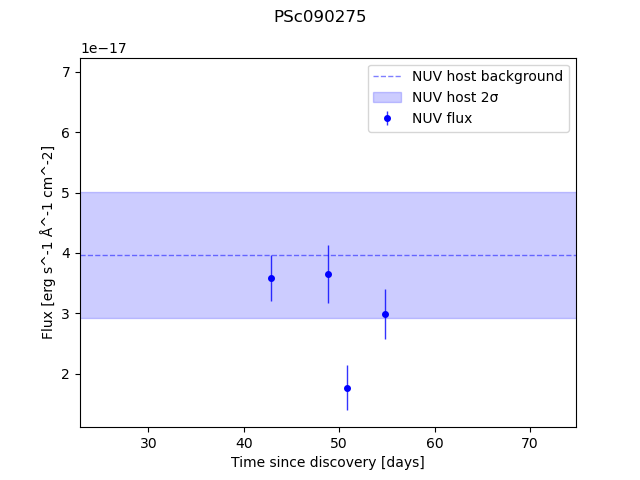 PSc090275
1e−17
7
6
5
4
3
2
Flux [erg s^-1 Å^-1 cm^-2]
NUV host background
NUV host 2σ
NUV flux
30 40 50 60 70
Time since discovery [days]